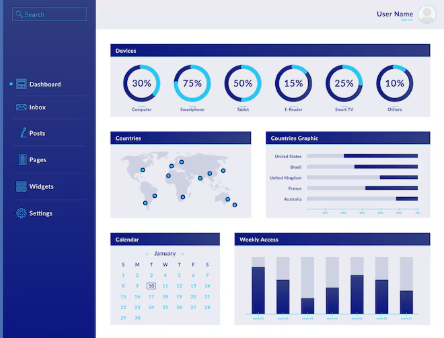 Search
User Name
Dashboard
Inbox
Posts
Pages
Widgets
Settings
Devices
30% 75% 50% 15% 25% 10%
Computer Smartphone Tablet E-Reader Smart TV Others
Countries
Countries Graphic
United States
Brasil
United Kingdom
France
Australia
Calendar
January
S M T W T F S
1 2 3 4 5 6 7
8 9 10 11 12 13 14
15 16 17 18 19 20 21
22 23 24 25 26 27 28
29 30
Weekly Access